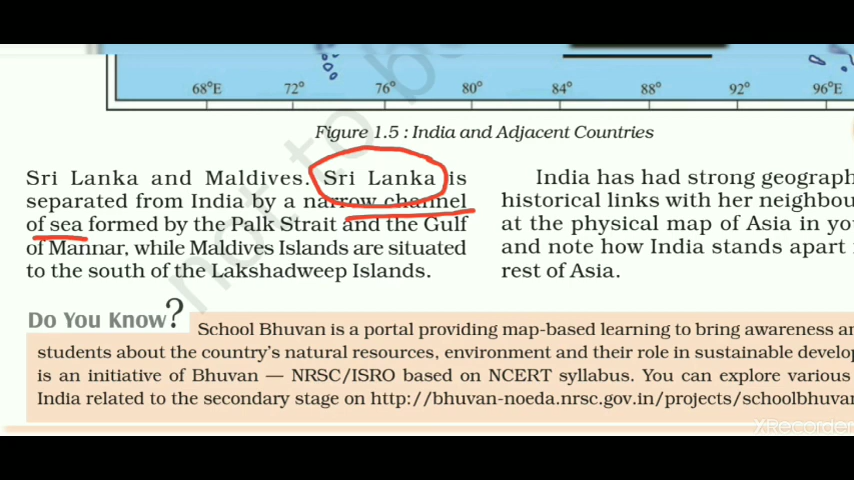 68°E 72° 76° 80° 84° 88° 92° 96°E
Figure 1.5 : India and Adjacent Countries
Sri Lanka and Maldives. Sri Lanka is
separated from India by a narrow channel
of sea formed by the Palk Strait and the Gulf
of Mannar, while Maldives Islands are situated
to the south of the Lakshadweep Islands.
India has had strong geograph
historical links with her neighbou
at the physical map of Asia in yo
and note how India stands apart
rest of Asia.
Do You Know?
School Bhuvan is a portal providing map-based learning to bring awareness a
students about the country's natural resources, environment and their role in sustainable develop
is an initiative of Bhuvan — NRSC/ISRO based on NCERT syllabus. You can explore various
India related to the secondary stage on http://bhuvan-noeda.nrsc.gov.in/projects/schoolbhuvan
not to be
XRecorder